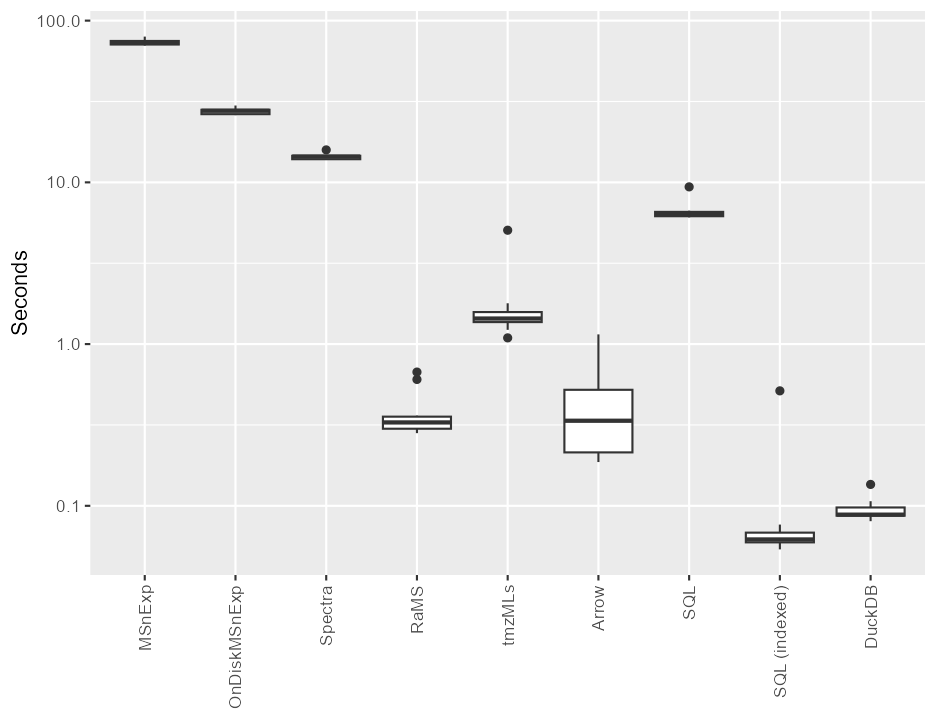 100.0
10.0
1.0
0.1
Seconds
MSnExp
OnDiskMSnExp
Spectra
RaMS
tmzMLs
Arrow
SQL
SQL (indexed)
DuckDB